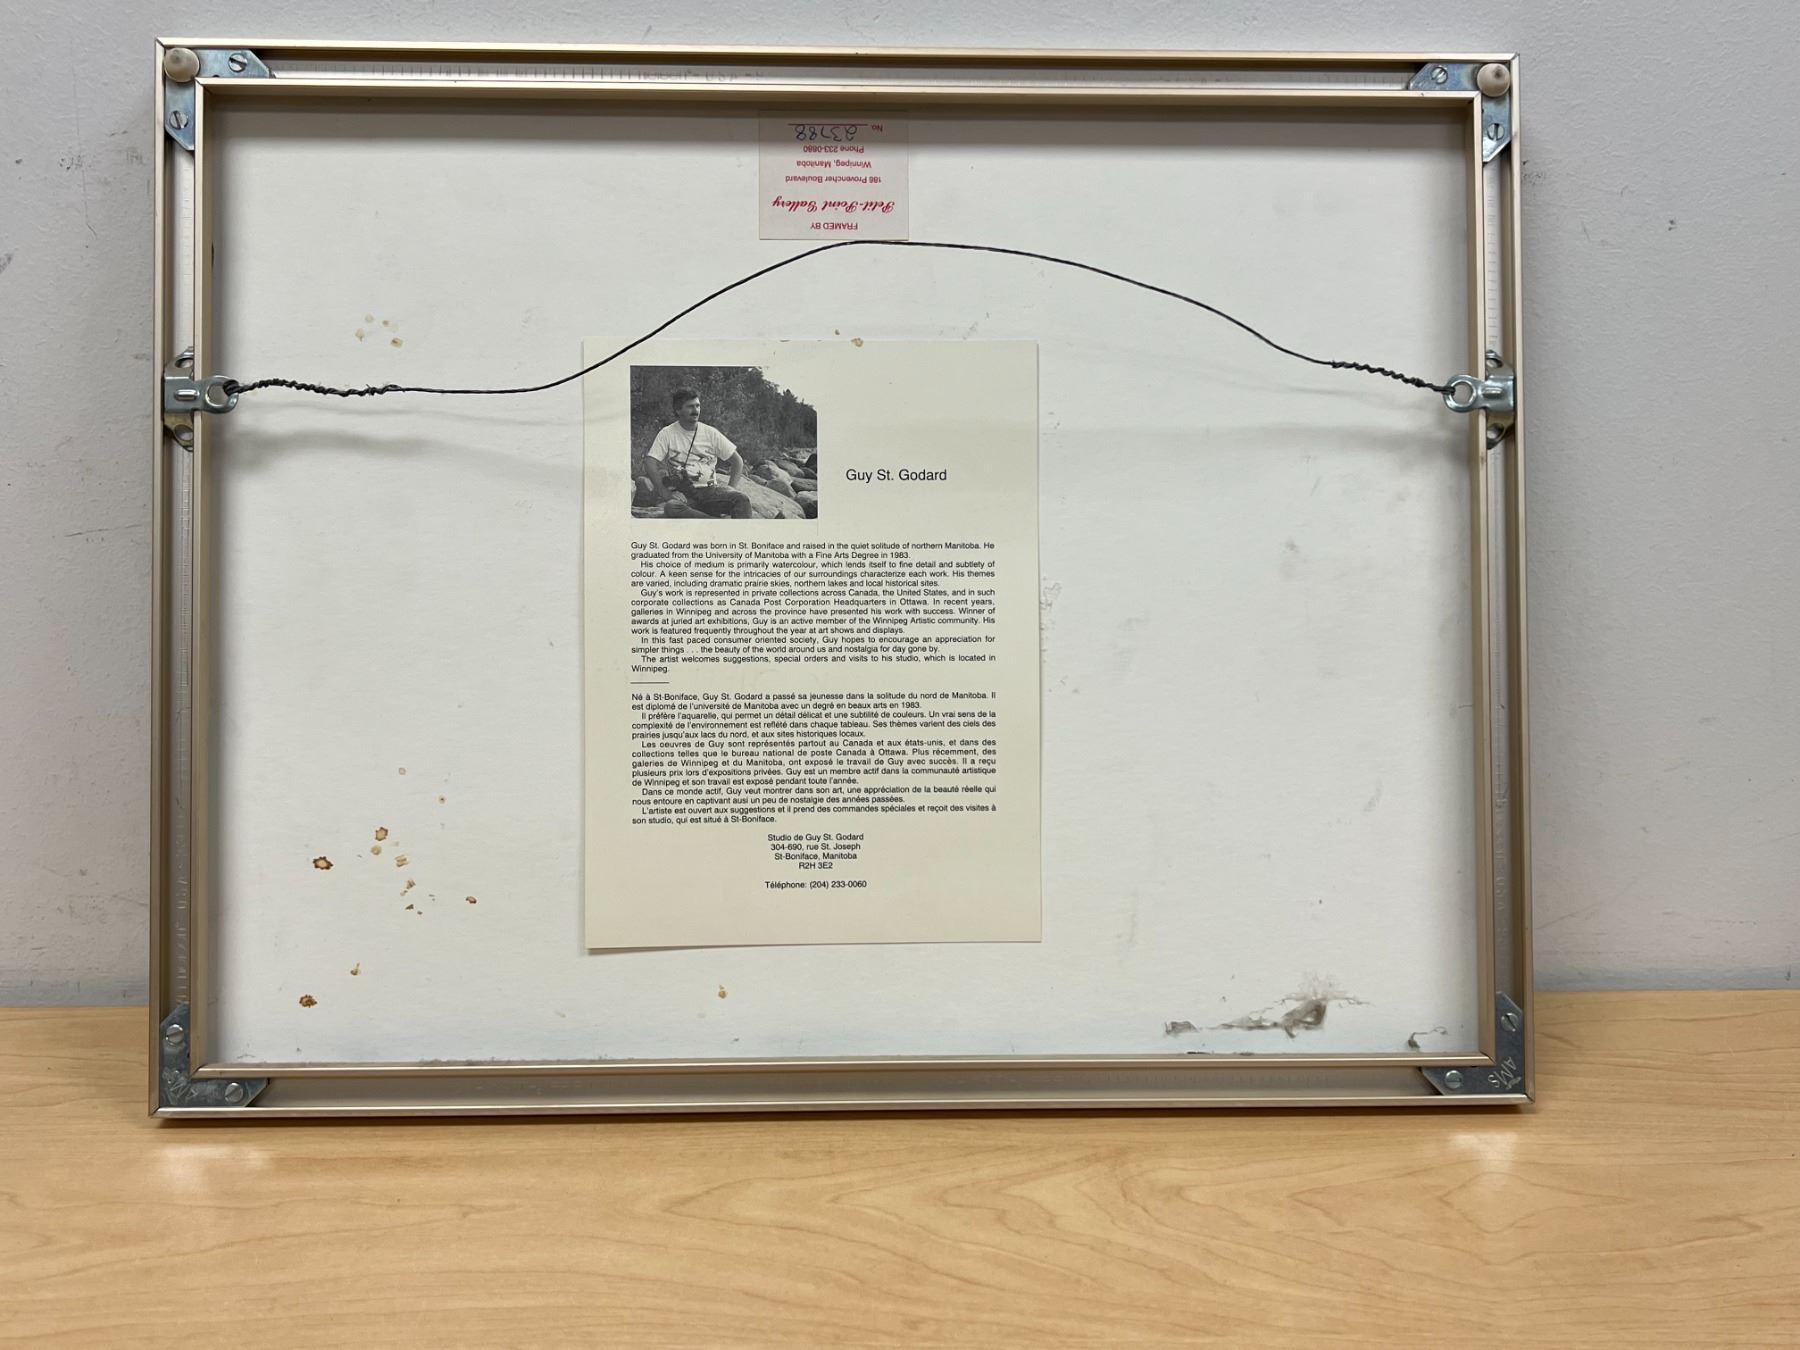 FRAMED BY
Petit-Point Gallery
186 Provencher Boulevard
Winnipeg, Manitoba
Phone 233-0880
No. 23788
Guy St. Godard
Guy St. Godard was born in St. Boniface and raised in the quiet solitude of northern Manitoba. He
graduated from the University of Manitoba with a Fine Arts Degree in 1983.
His choice of medium is primarily watercolour, which lends itself to fine detail and subtlety of
colour. A keen sense for the intricacies of our surroundings characterize each work. His themes
are varied, including dramatic prairie skies, northern lakes and local historical sites.
Guy's work is represented in private collections across Canada, the United States, and in such
corporate collections as Canada Post Corporation Headquarters in Ottawa. In recent years,
galleries in Winnipeg and across the province have presented his work with success. Winner of
awards at juried art exhibitions, Guy is an active member of the Winnipeg Artistic community. His
work is featured frequently throughout the year at art shows and displays.
In this fast paced consumer oriented society, Guy hopes to encourage an appreciation for
simpler things . . . the beauty of the world around us and nostalgia for day gone by.
The artist welcomes suggestions, special orders and visits to his studio, which is located in
Winnipeg.
Né à St-Boniface, Guy St. Godard a passé sa jeunesse dans la solitude du nord de Manitoba. Il
est diplomé de l'université de Manitoba avec un degré en beaux arts en 1983.
Il préfère l'aquarelle, qui permet un détail délicat et une subtilité de couleurs. Un vrai sens de la
complexité de l'environnement est reflété dans chaque tableau. Ses thèmes varient des ciels des
prairies jusqu'aux lacs du nord, et aux sites historiques locaux.
Les oeuvres de Guy sont représentés partout au Canada et aux états-unis, et dans des
collections telles que le bureau national de poste Canada à Ottawa. Plus récemment, des
galeries de Winnipeg et du Manitoba, ont exposé le travail de Guy avec succès. Il a reçu
plusieurs prix lors d'expositions privées. Guy est un membre actif dans la communauté artistique
de Winnipeg et son travail est exposé pendant toute l'année.
Dans ce monde actif, Guy veut montrer dans son art, une appréciation de la beauté réelle qui
nous entoure en captivant ausi un peu de nostalgie des années passées.
L'artiste est ouvert aux suggestions et il prend des commandes spéciales et reçoit des visites à
son studio, qui est situé à St-Boniface.
Studio de Guy St. Godard
304-690, rue St. Joseph
St-Boniface, Manitoba
R2H 3E2
Téléphone: (204) 233-0060